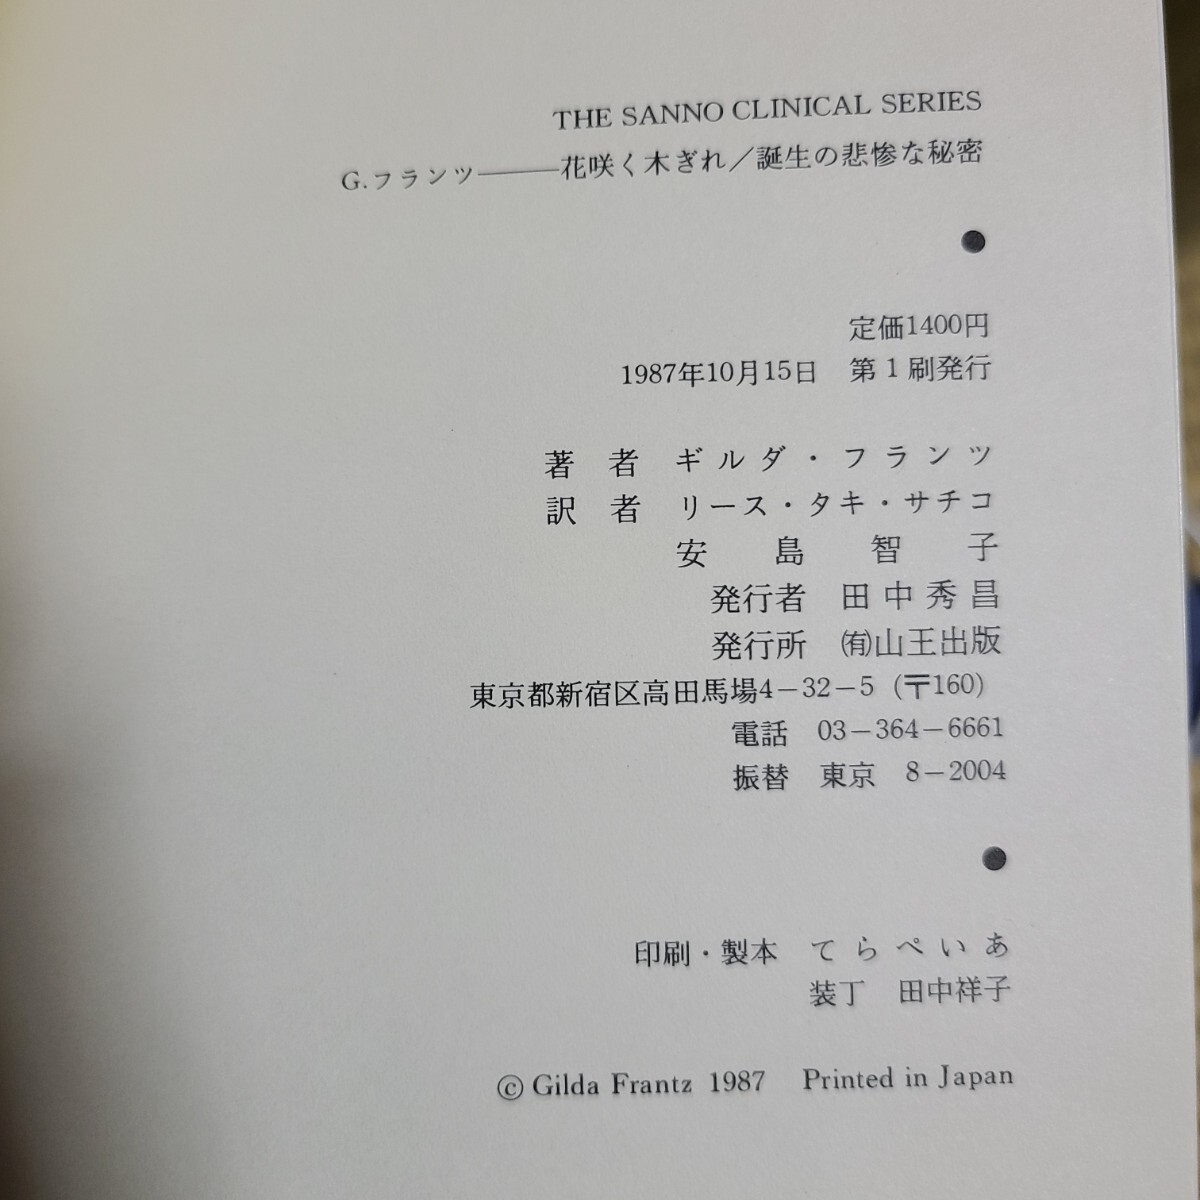 THE SANNO CLINICAL SERIES
G.フランツ――花咲く木ぎれ／誕生の悲惨な秘密
●
定価1400円
1987年10月15日　第1刷発行
著　者　ギルダ・フランツ
訳　者　リース・タキ・サチコ
安島智子
発行者　田中秀昌
発行所　㈲山王出版
東京都新宿区高田馬場4－32－5（〒160）
電話　03－364－6661
振替　東京　8－2004
●
印刷・製本　てらぺいあ
装丁　田中祥子
© Gilda Frantz 1987　Printed in Japan